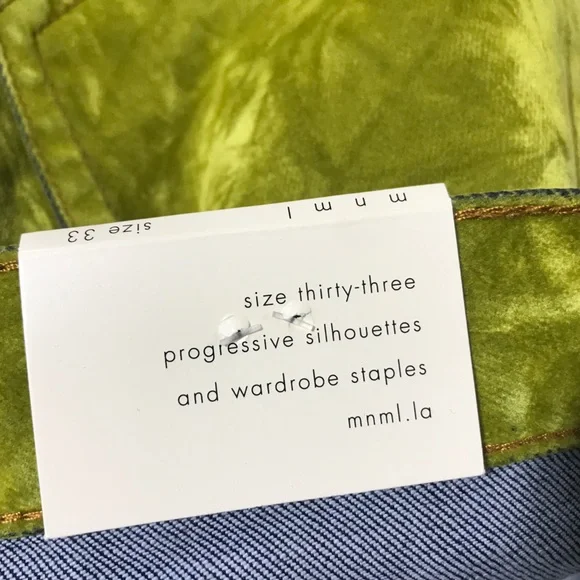 m n m l
size 33
size thirty-three
progressive silhouettes
and wardrobe staples
mnml.la